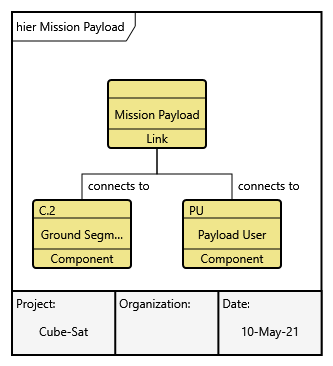 hier Mission Payload
Mission Payload
Link
connects to
connects to
C.2
Ground Segm...
Component
PU
Payload User
Component
Project:
Cube-Sat
Organization:
Date:
10-May-21